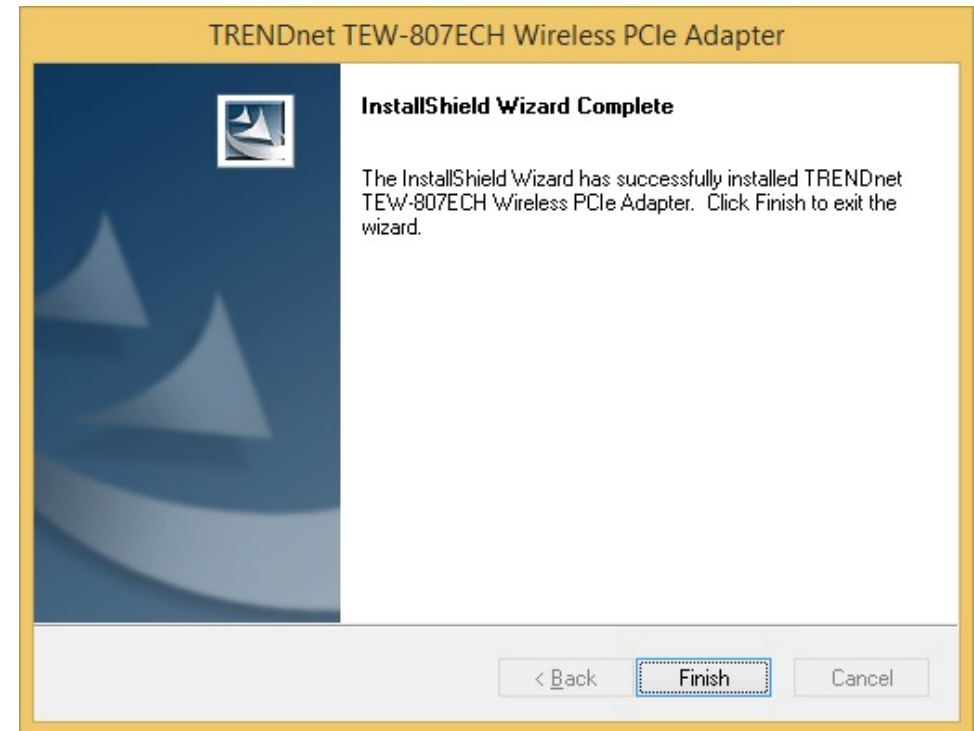 TRENDnet TEW-807ECH Wireless PCIe Adapter
InstallShield Wizard Complete
The InstallShield Wizard has successfully installed TRENDnet
TEW-807ECH Wireless PCIe Adapter.  Click Finish to exit the
wizard.
< Back
Finish
Cancel